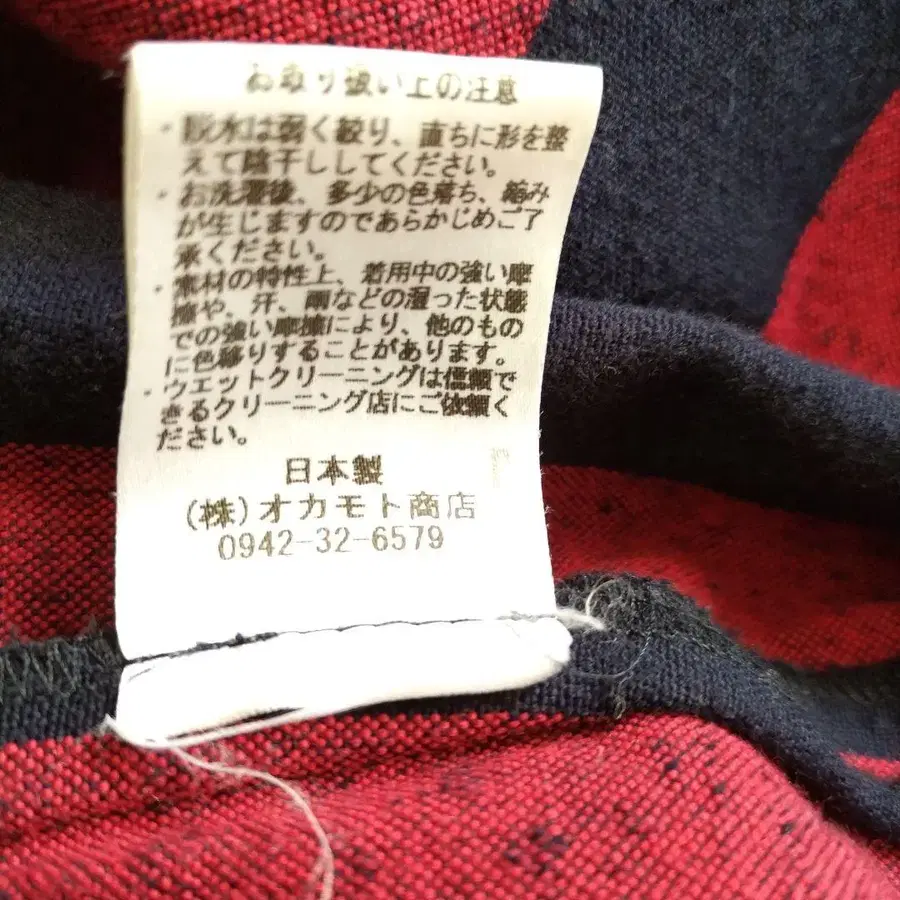 お取り扱い上の注意
・脱水は弱く絞り、直ちに形を整
えて陰干ししてください。
・お洗濯後、多少の色落ち、縮み
が生じますのであらかじめご了
承ください。
・素材の特性上、着用中の強い摩
擦や、汗、雨などの湿った状態
での強い摩擦により、他のもの
に色移りすることがあります。
・ウエットクリーニングは信頼で
きるクリーニング店にご依頼く
ださい。
日本製
(株)オカモト商店
0942-32-6579